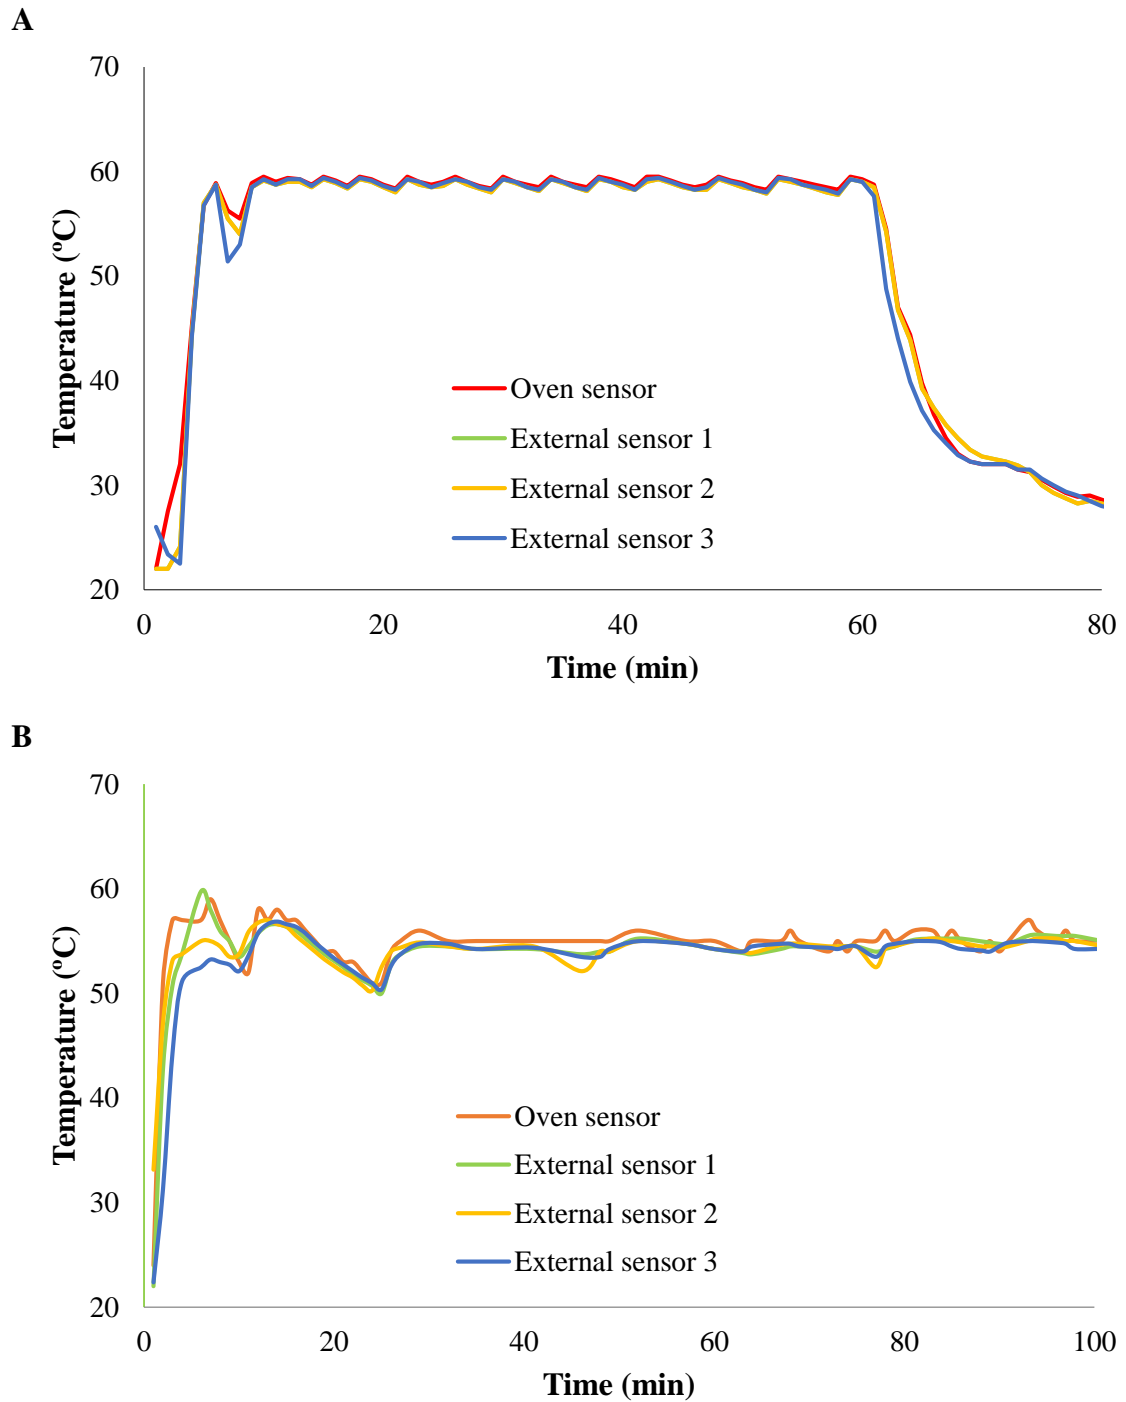 A
70
60
50
40
30
20
Temperature (ºC)
Oven sensor
External sensor 1
External sensor 2
External sensor 3
0 20 40 60 80
Time (min)
B
70
60
50
40
30
20
Temperature (ºC)
Oven sensor
External sensor 1
External sensor 2
External sensor 3
0 20 40 60 80 100
Time (min)